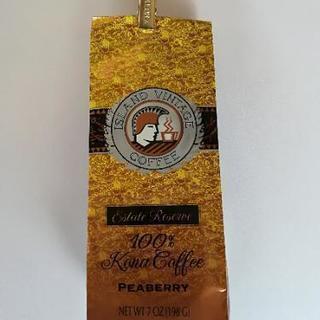 ISLAND VINTAGE
COFFEE
Estate Reserve
100%
Kona Coffee
PEABERRY
NET WT 7 OZ (198 G)